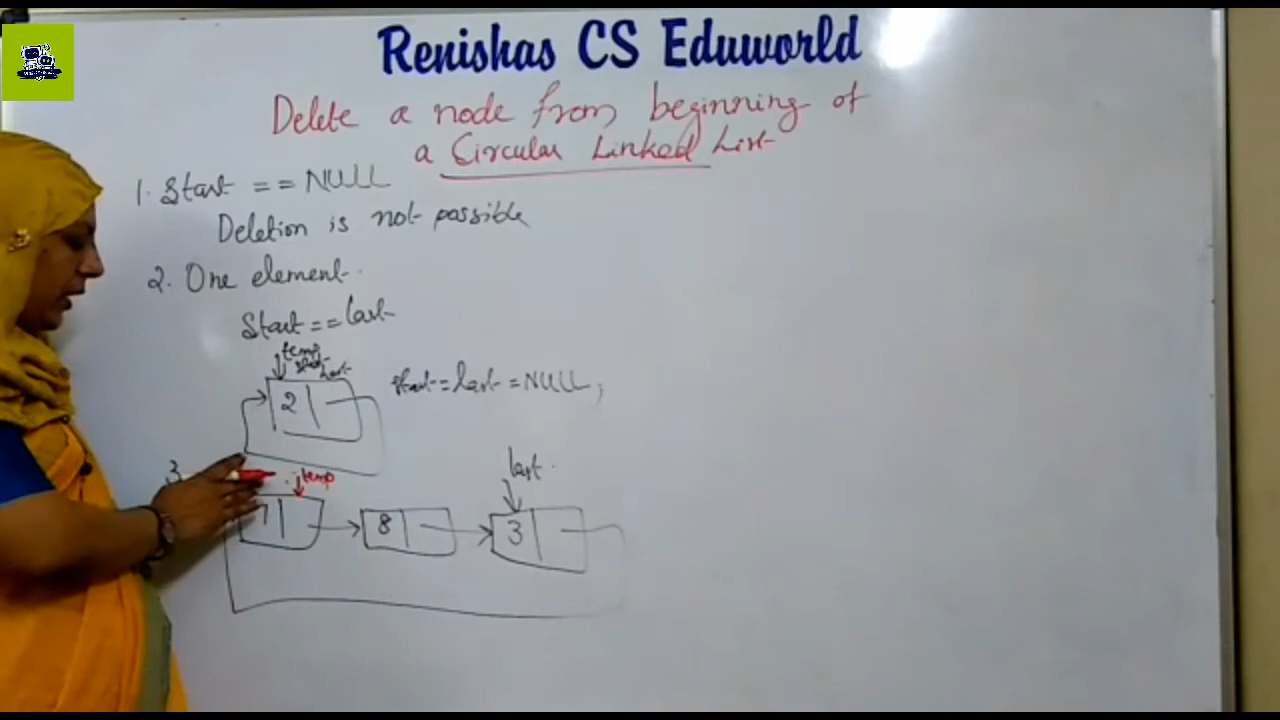 Renishas CS Eduworld
Delete a node from beginning of
a Circular Linked List
1. Start == NULL
Deletion is not possible
2. One element.
Start == last
temp
start
last
2
start = last = NULL;
3
temp
last
7
8
3